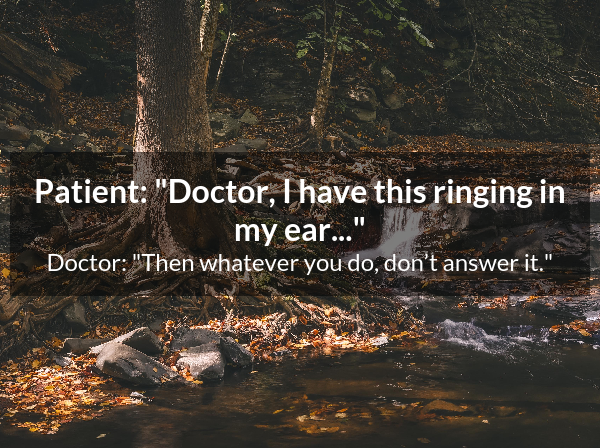 Patient: "Doctor, I have this ringing in
my ear..."
Doctor: "Then whatever you do, don’t answer it."